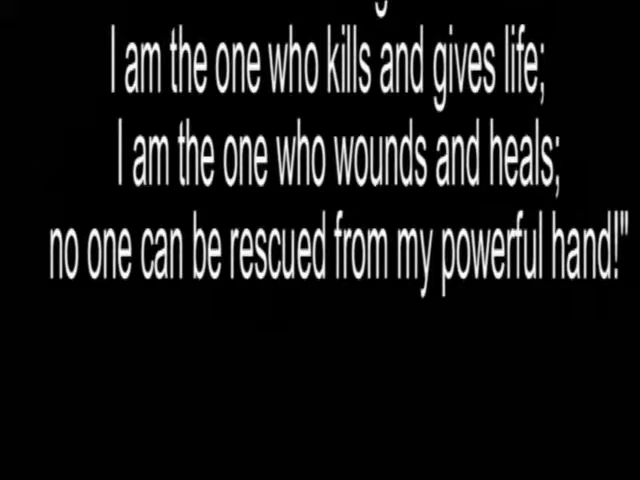 I am the one who kills and gives life;
I am the one who wounds and heals;
no one can be rescued from my powerful hand!"